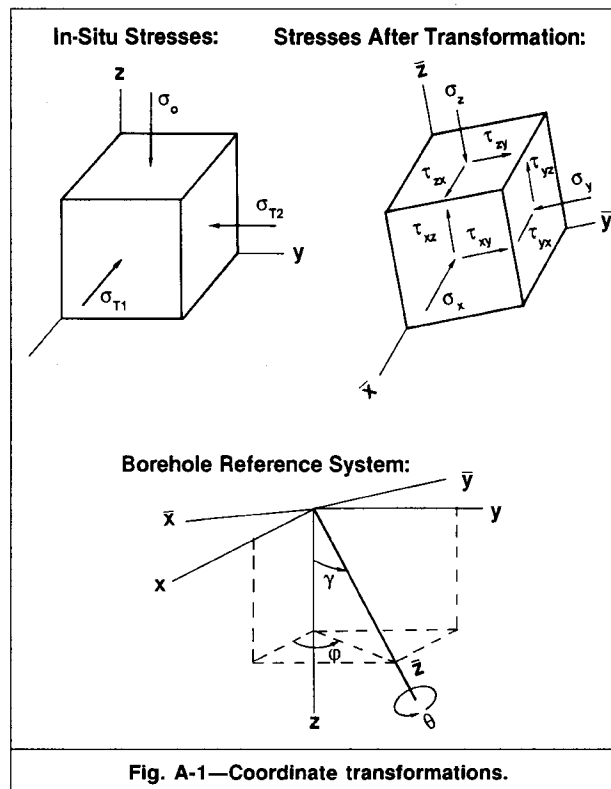 In-Situ Stresses:
Stresses After Transformation:
z
σo
σT2
y
σT1
z̄
σz
τzy
τzx
τyz
σy
ȳ
τxz
τxy
τyx
σx
x̄
Borehole Reference System:
ȳ
x̄
y
x
γ
φ
z̄
z
θ
Fig. A-1—Coordinate transformations.